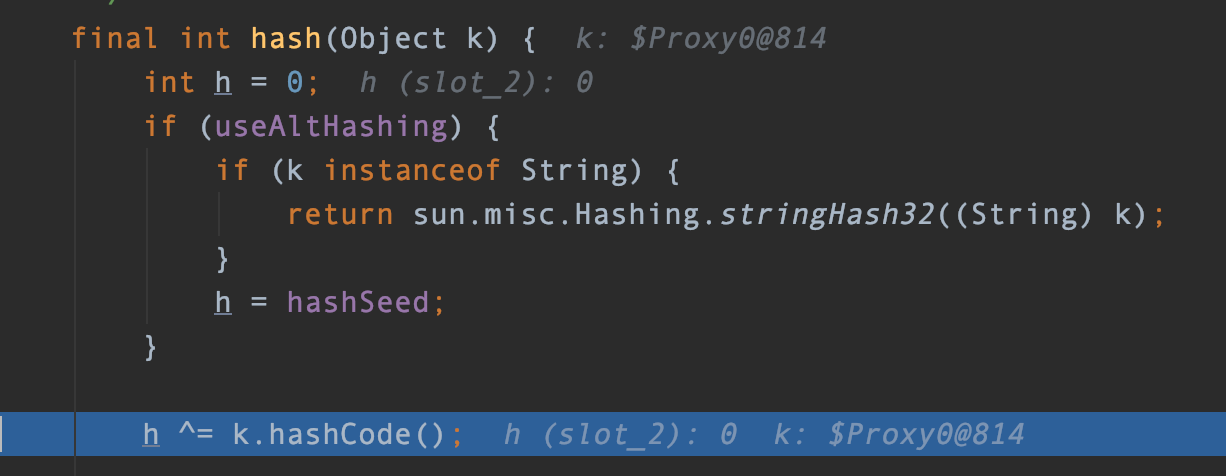 final int hash(Object k) {  k: $Proxy0@814
int h = 0;  h (slot_2): 0
if (useAltHashing) {
if (k instanceof String) {
return sun.misc.Hashing.stringHash32((String) k);
}
h = hashSeed;
}
h ^= k.hashCode();  h (slot_2): 0  k: $Proxy0@814